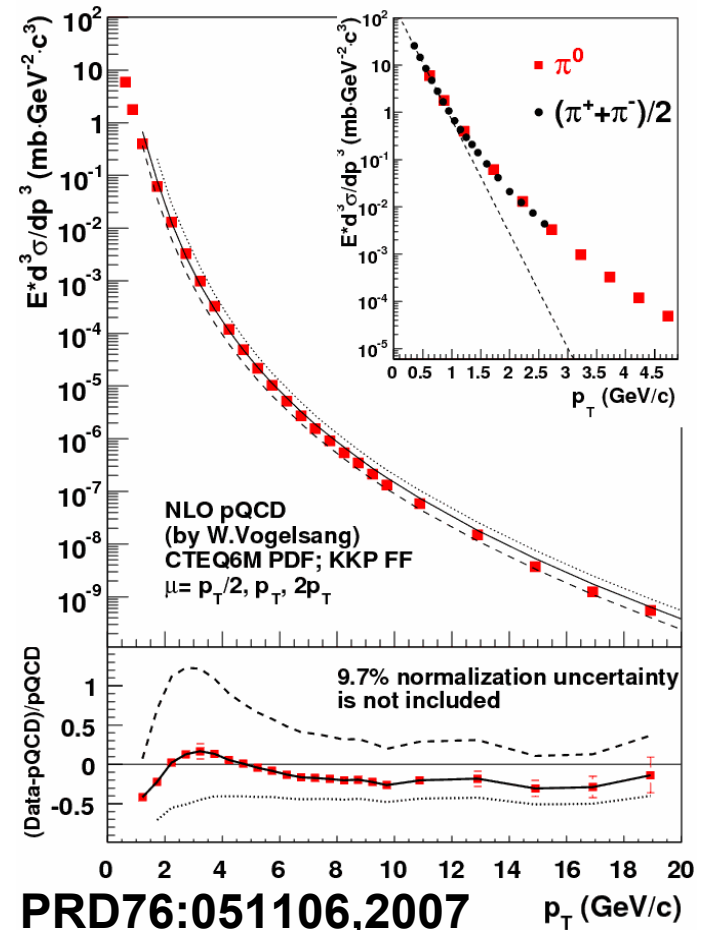 E*d³σ/dp³ (mb·GeV⁻²·c³)
10²
10
1
10⁻¹
10⁻²
10⁻³
10⁻⁴
10⁻⁵
10⁻⁶
10⁻⁷
10⁻⁸
10⁻⁹
NLO pQCD
(by W.Vogelsang)
CTEQ6M PDF; KKP FF
μ= p_T/2, p_T, 2p_T
E*d³σ/dp³ (mb·GeV⁻²·c³)
10²
10
1
10⁻¹
10⁻²
10⁻³
10⁻⁴
10⁻⁵
π⁰
(π⁺+π⁻)/2
0 0.5 1 1.5 2 2.5 3 3.5 4 4.5
p_T (GeV/c)
(Data-pQCD)/pQCD
1
0.5
0
-0.5
9.7% normalization uncertainty
is not included
0 2 4 6 8 10 12 14 16 18 20
PRD76:051106,2007
p_T (GeV/c)